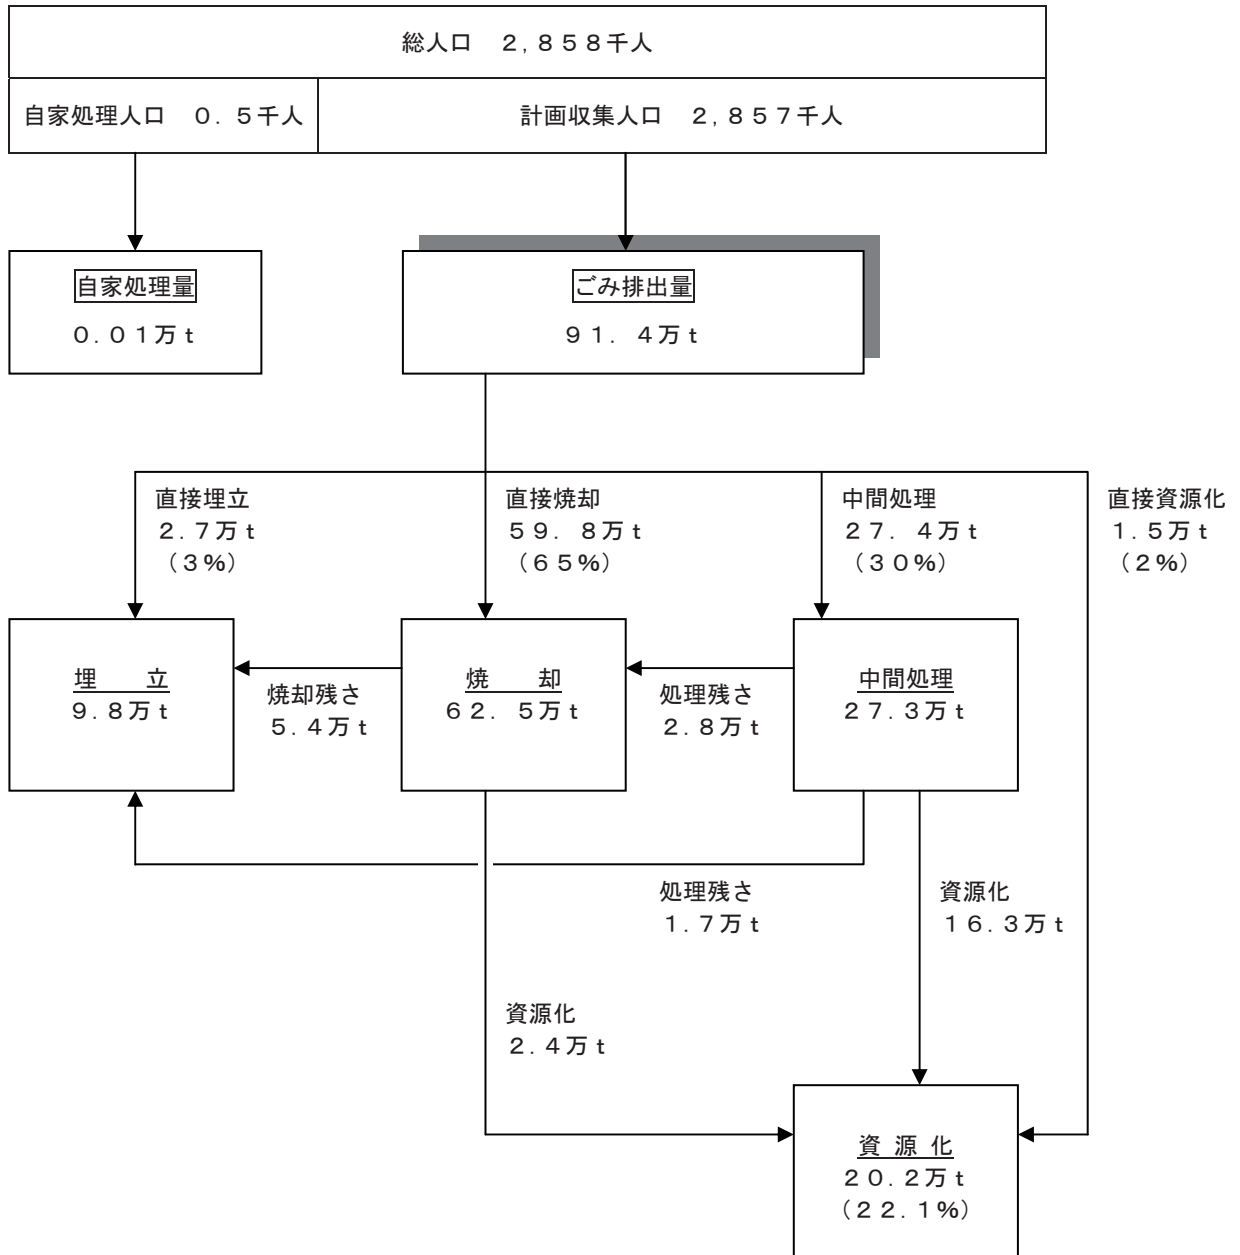 総人口　２，８５８千人
自家処理人口　０．５千人
計画収集人口　２，８５７千人
自家処理量
０．０１万ｔ
ごみ排出量
９１．４万ｔ
直接埋立
２．７万ｔ
（３％）
直接焼却
５９．８万ｔ
（６５％）
中間処理
２７．４万ｔ
（３０％）
直接資源化
１．５万ｔ
（２％）
埋　　立
９．８万ｔ
焼却残さ
５．４万ｔ
焼　　却
６２．５万ｔ
処理残さ
２．８万ｔ
中間処理
２７．３万ｔ
処理残さ
１．７万ｔ
資源化
１６．３万ｔ
資源化
２．４万ｔ
資 源 化
２０．２万ｔ
（２２．１％）